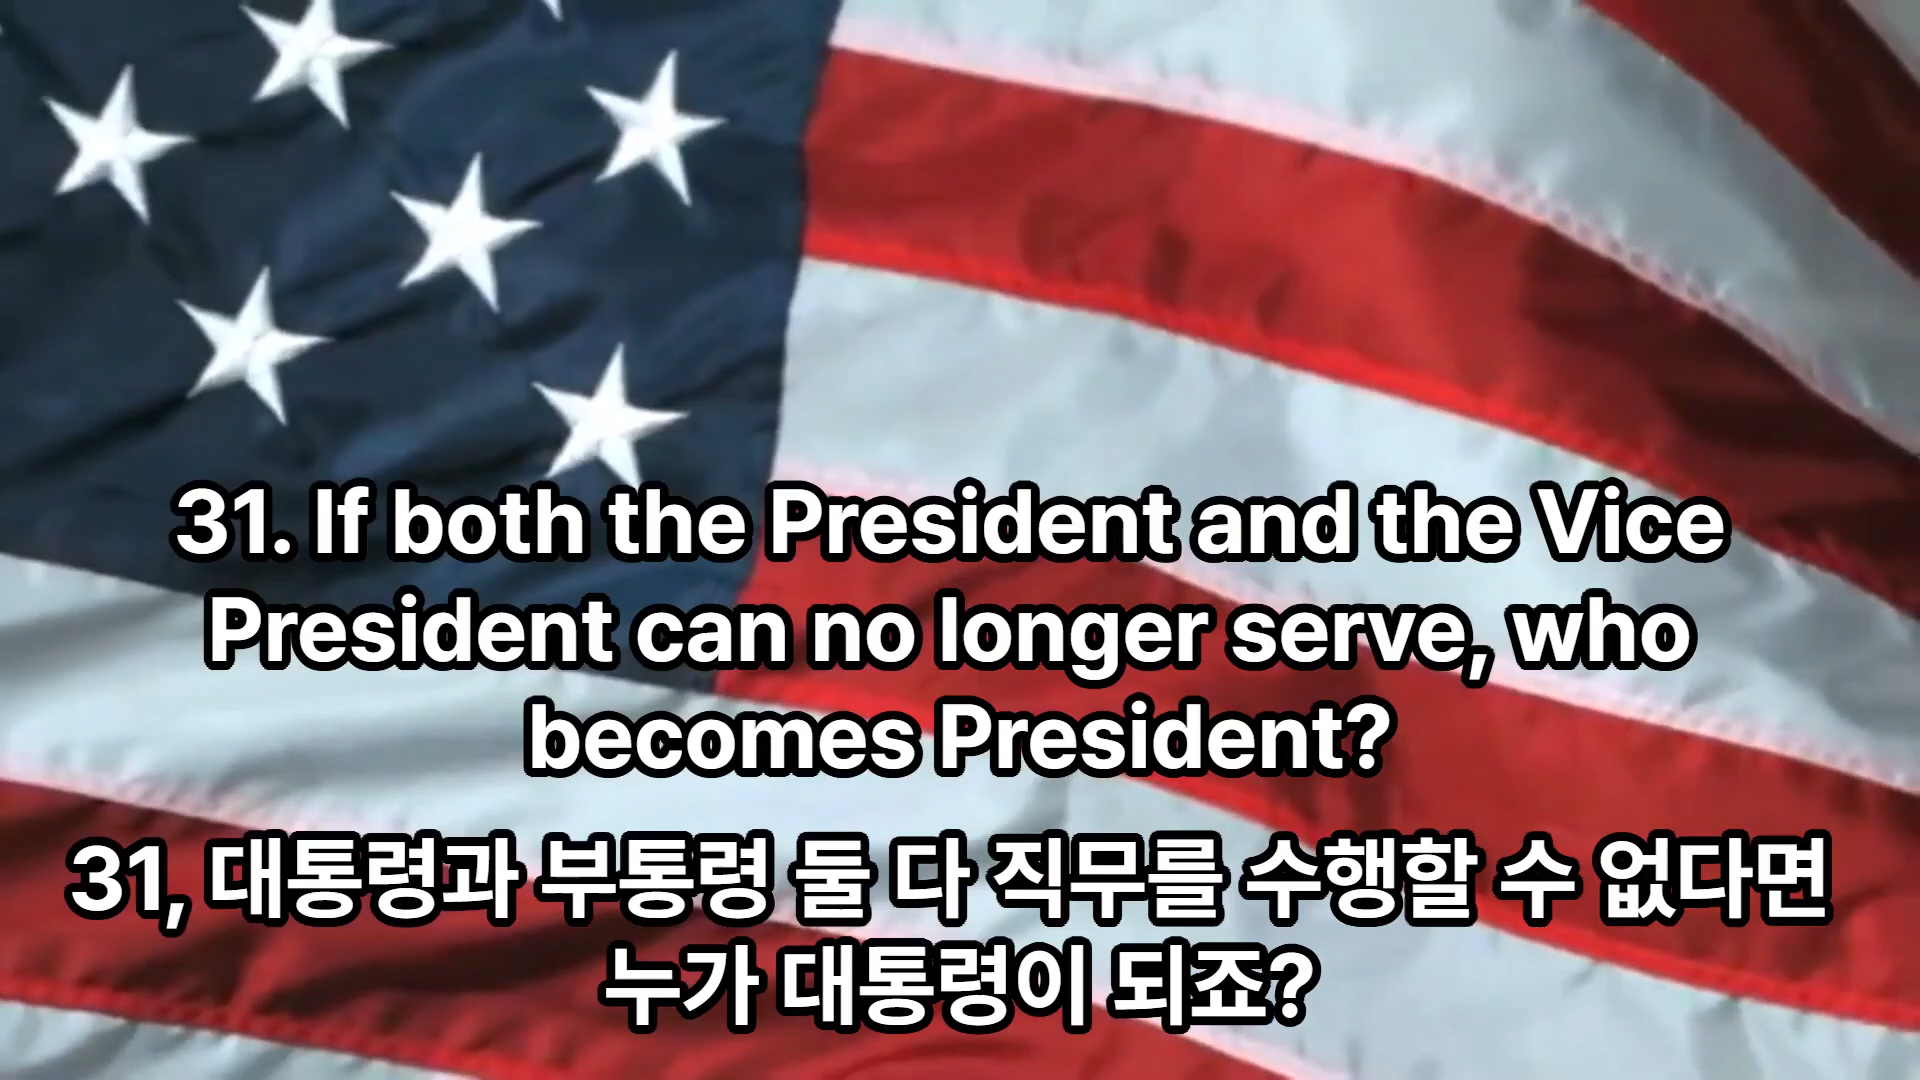 31. If both the President and the Vice
President can no longer serve, who
becomes President?
31, 대통령과 부통령 둘 다 직무를 수행할 수 없다면
누가 대통령이 되죠?